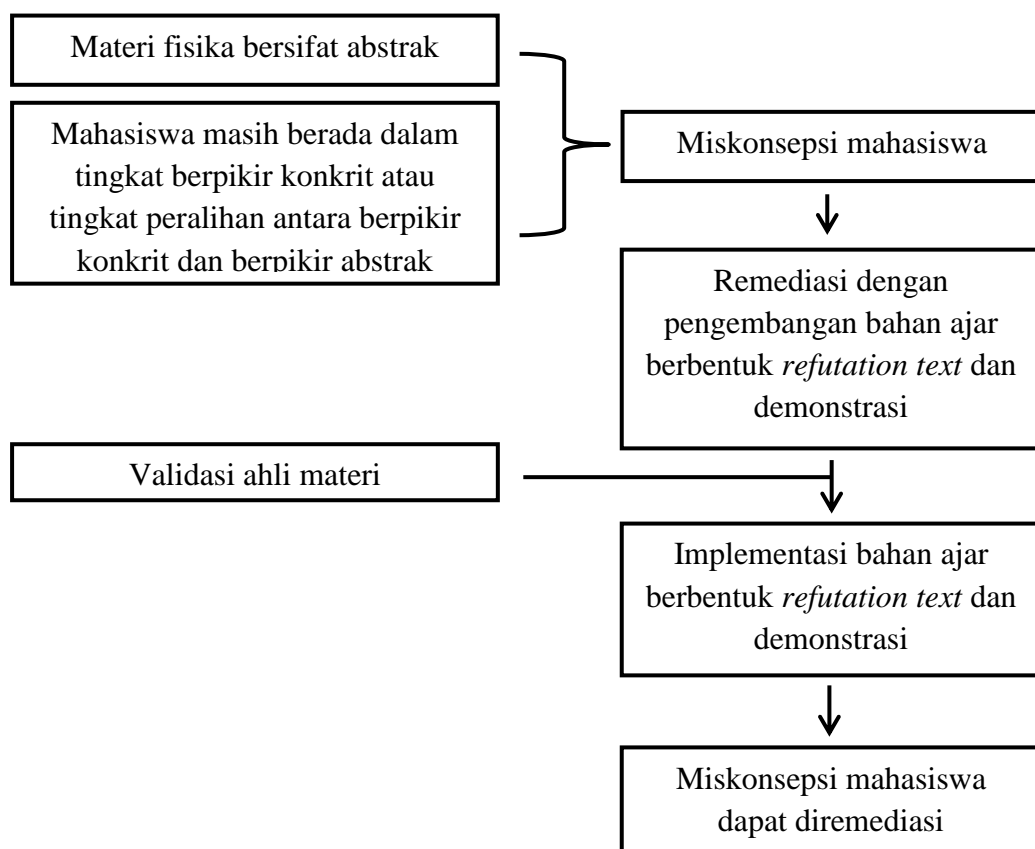 Materi fisika bersifat abstrak
Mahasiswa masih berada dalam
tingkat berpikir konkrit atau
tingkat peralihan antara berpikir
konkrit dan berpikir abstrak
Miskonsepsi mahasiswa
Remediasi dengan
pengembangan bahan ajar
berbentuk refutation text dan
demonstrasi
Validasi ahli materi
Implementasi bahan ajar
berbentuk refutation text dan
demonstrasi
Miskonsepsi mahasiswa
dapat diremediasi